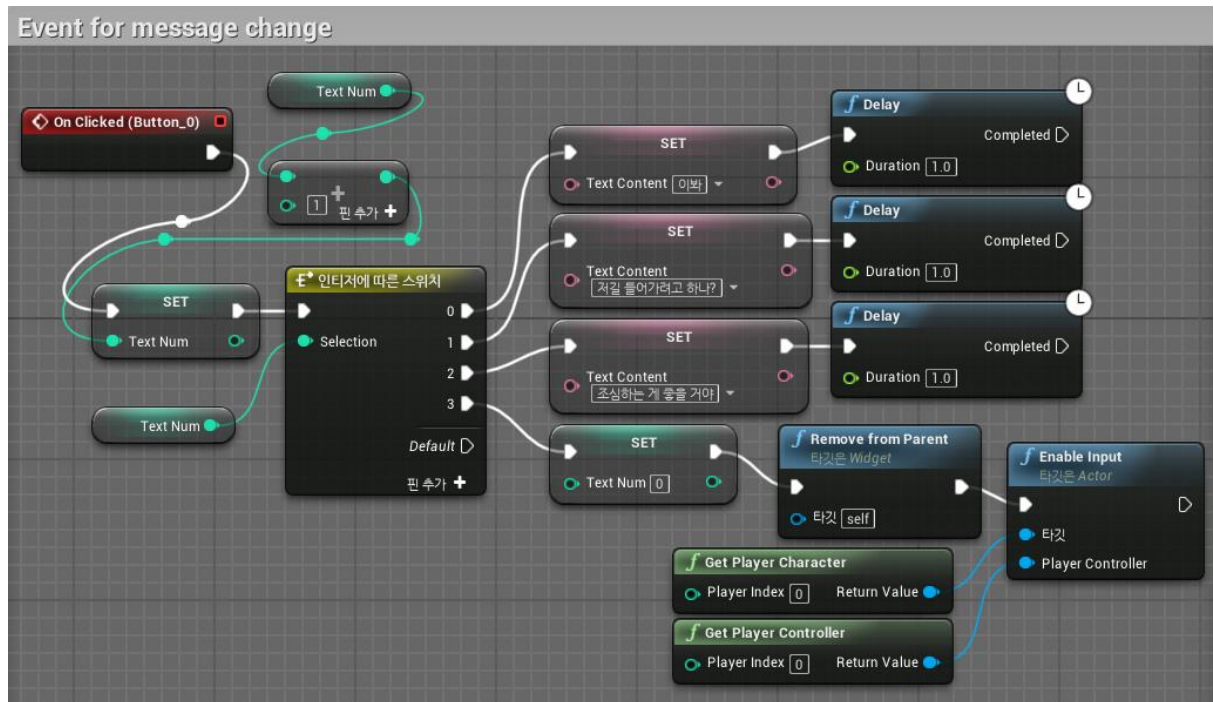 Event for message change
Text Num
On Clicked (Button_0)
1
핀 추가
SET
Text Num
Text Num
인티저에 따른 스위치
0
Selection
1
2
3
Default
핀 추가
SET
Text Content 이봐
Delay
Completed
Duration 1.0
SET
Text Content
저길 들어가려고 하나?
Delay
Completed
Duration 1.0
SET
Text Content
조심하는 게 좋을 거야
Delay
Completed
Duration 1.0
SET
Text Num 0
Remove from Parent
타깃은 Widget
타깃 self
Enable Input
타깃은 Actor
타깃
Player Controller
Get Player Character
Player Index 0 Return Value
Get Player Controller
Player Index 0 Return Value